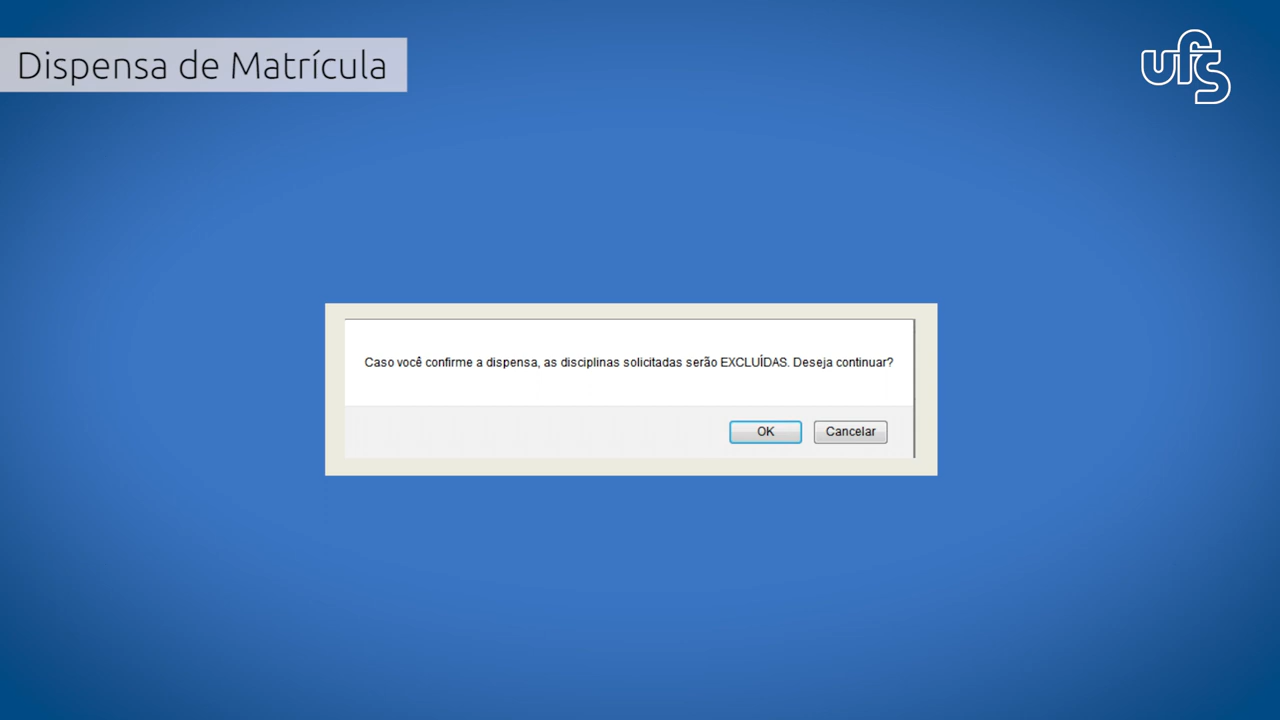 Dispensa de Matrícula
ufs
Caso você confirme a dispensa, as disciplinas solicitadas serão EXCLUÍDAS. Deseja continuar?
OK
Cancelar